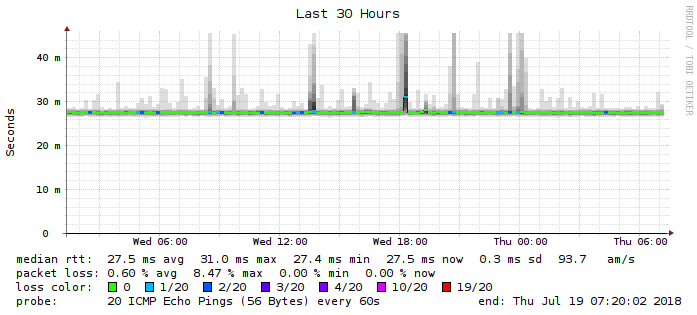 Last 30 Hours
RRDTOOL / TOBI OETIKER
Seconds
40 m
30 m
20 m
10 m
0
Wed 06:00 Wed 12:00 Wed 18:00 Thu 00:00 Thu 06:00
median rtt: 27.5 ms avg 31.0 ms max 27.4 ms min 27.5 ms now 0.3 ms sd 93.7 am/s
packet loss: 0.60 % avg 8.47 % max 0.00 % min 0.00 % now
loss color: 0 1/20 2/20 3/20 4/20 10/20 19/20
probe: 20 ICMP Echo Pings (56 Bytes) every 60s end: Thu Jul 19 07:20:02 2018